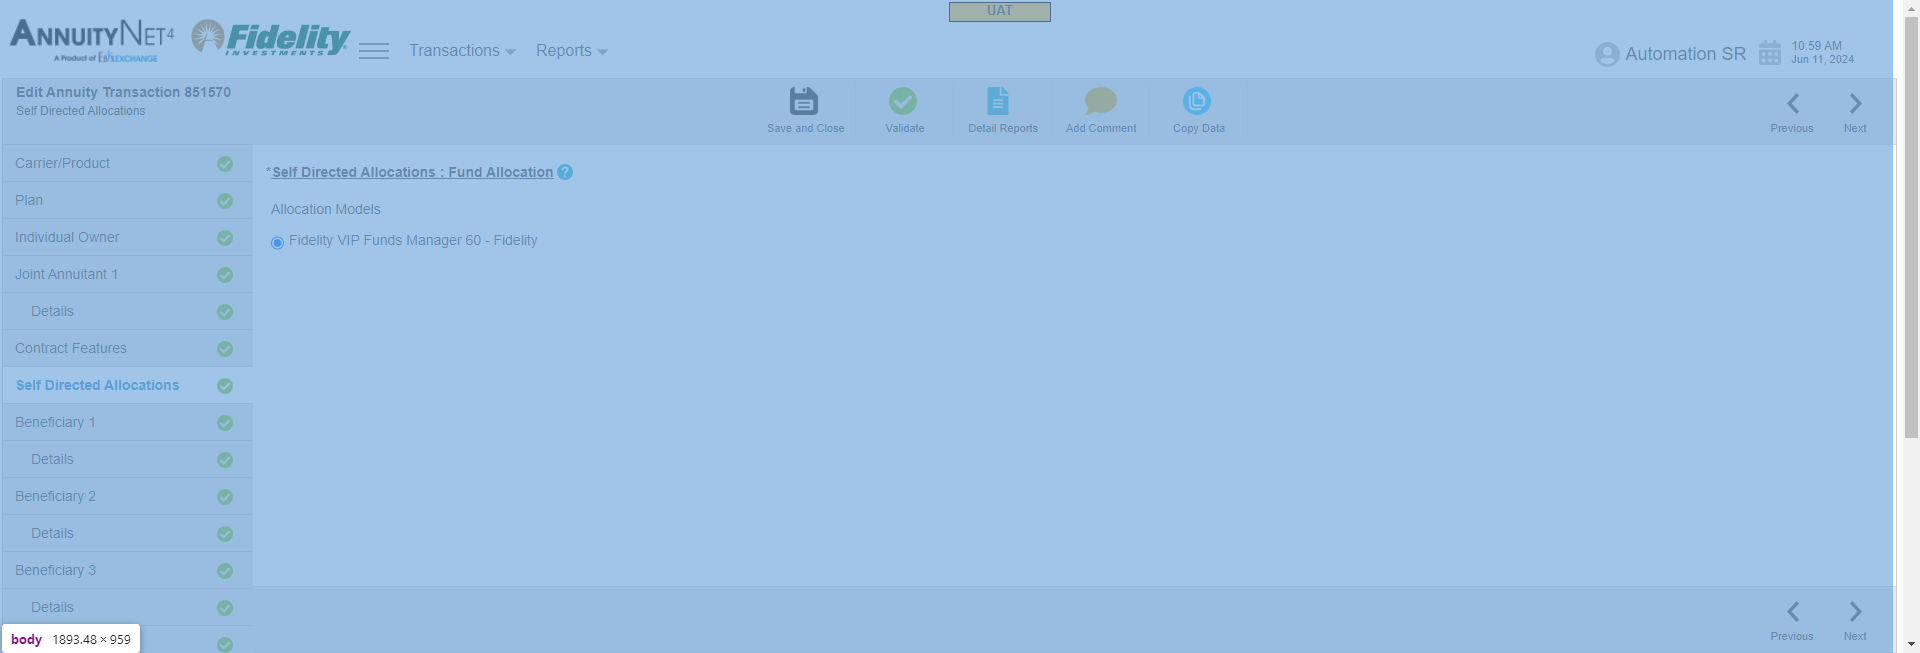 UAT
ANNUITYNET4
A Product of EbixEXCHANGE
Fidelity
INVESTMENTS
Transactions
Reports
Automation SR
10:59 AM
Jun 11, 2024
Edit Annuity Transaction 851570
Self Directed Allocations
Save and Close
Validate
Detail Reports
Add Comment
Copy Data
Previous
Next
Carrier/Product
Plan
Individual Owner
Joint Annuitant 1
Details
Contract Features
Self Directed Allocations
Beneficiary 1
Details
Beneficiary 2
Details
Beneficiary 3
Details
*Self Directed Allocations : Fund Allocation ?
Allocation Models
Fidelity VIP Funds Manager 60 - Fidelity
Previous
Next
body 1893.48 × 959